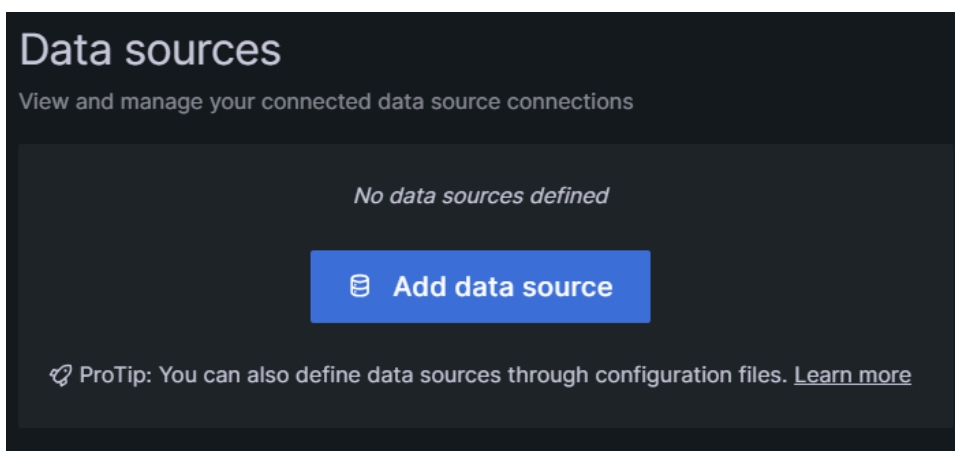 Data sources
View and manage your connected data source connections
No data sources defined
Add data source
ProTip: You can also define data sources through configuration files. Learn more